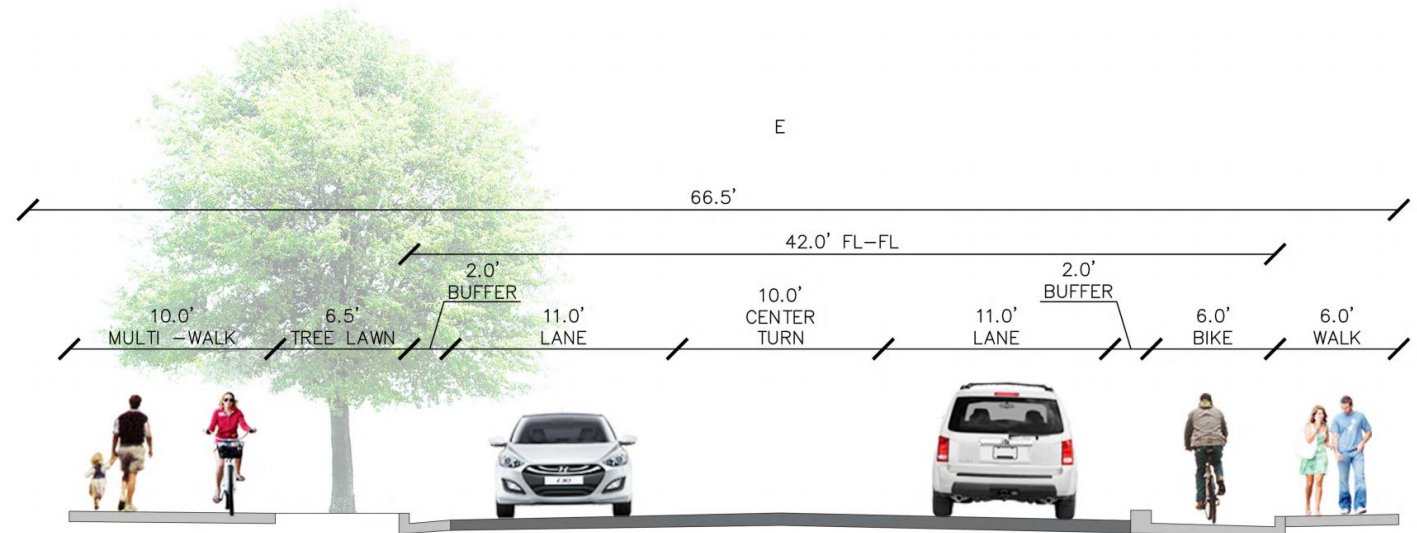 E
66.5'
42.0' FL-FL
2.0'
BUFFER
2.0'
BUFFER
10.0'
MULTI -WALK
6.5'
TREE LAWN
11.0'
LANE
10.0'
CENTER
TURN
11.0'
LANE
6.0'
BIKE
6.0'
WALK
i30